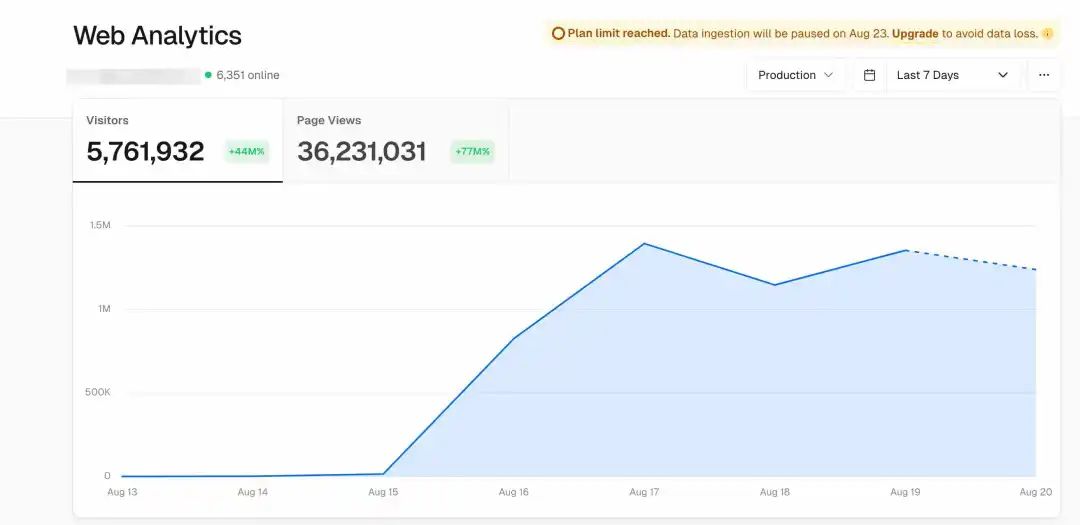 Web Analytics
Plan limit reached. Data ingestion will be paused on Aug 23. Upgrade to avoid data loss.
6,351 online
Production
Last 7 Days
Visitors
5,761,932 +44M%
Page Views
36,231,031 +77M%
1.5M
1M
500K
0
Aug 13 Aug 14 Aug 15 Aug 16 Aug 17 Aug 18 Aug 19 Aug 20